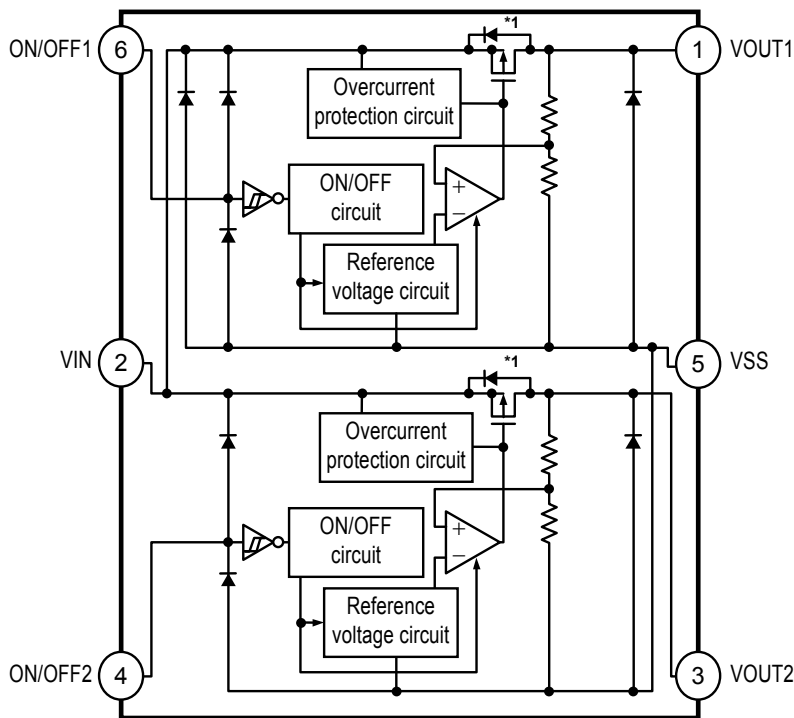 ON/OFF1
6
*1
1
VOUT1
Overcurrent
protection circuit
ON/OFF
circuit
+
−
Reference
voltage circuit
VIN
2
5
VSS
*1
Overcurrent
protection circuit
ON/OFF
circuit
+
−
Reference
voltage circuit
ON/OFF2
4
3
VOUT2